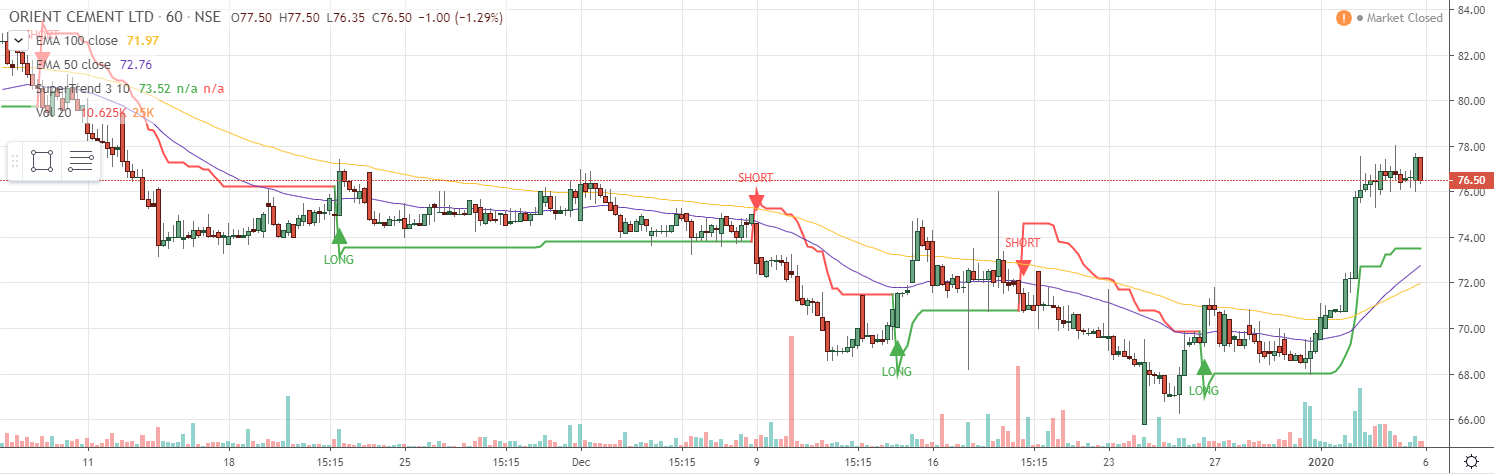 ORIENT CEMENT LTD · 60 · NSE O77.50 H77.50 L76.35 C76.50 −1.00 (−1.29%)
! Market Closed
EMA 100 close 71.97
EMA 50 close 72.76
SuperTrend 3 10 73.52 n/a n/a
Vol 20 10.625K 25K
SHORT
LONG
SHORT
LONG
SHORT
LONG
84.00
82.00
80.00
78.00
76.50
76.00
74.00
72.00
70.00
68.00
66.00
11 18 15:15 25 15:15 Dec 15:15 9 15:15 16 15:15 23 27 2020 6